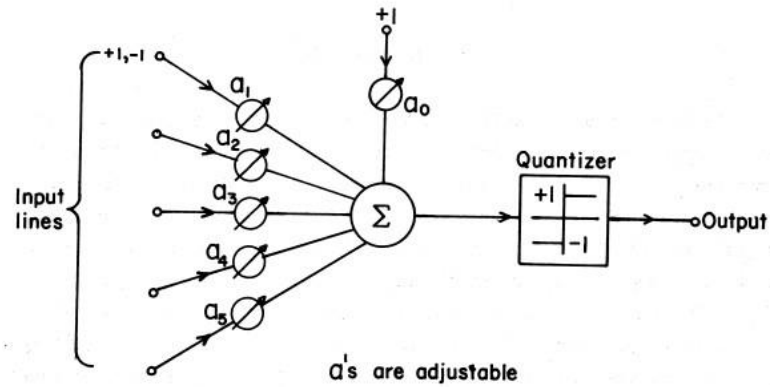 +1
+1,-1
a1
a0
a2
Quantizer
a3
+1
Input
lines
Σ
Output
-1
a4
a5
a's are adjustable